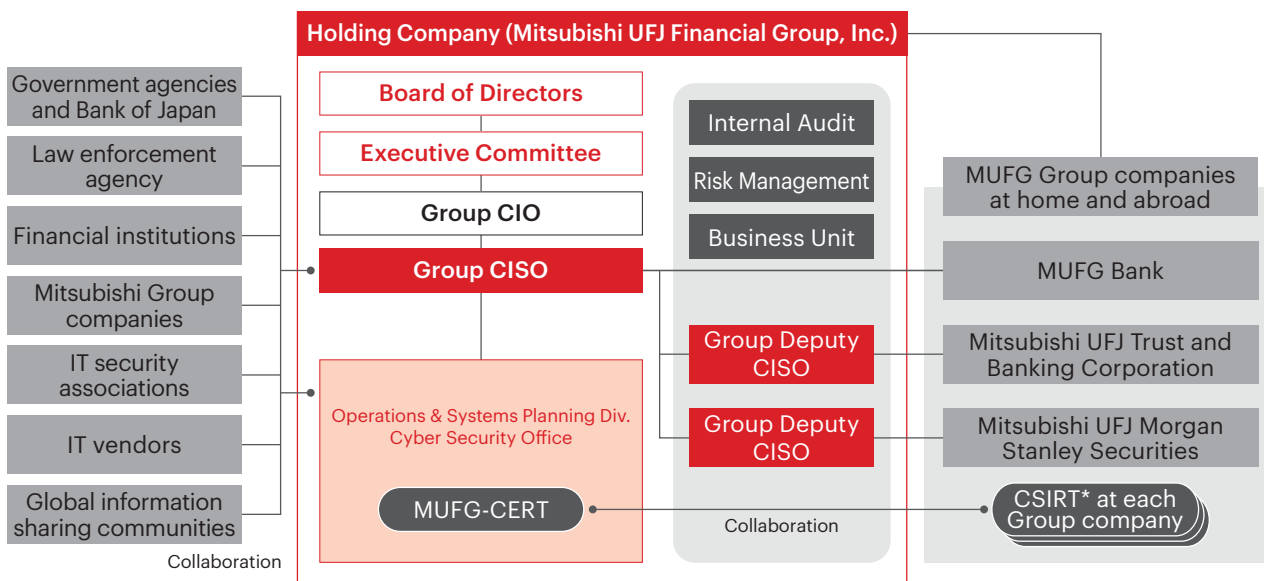 Holding Company (Mitsubishi UFJ Financial Group, Inc.)
Government agencies
and Bank of Japan
Law enforcement
agency
Financial institutions
Mitsubishi Group
companies
IT security
associations
IT vendors
Global information
sharing communities
Collaboration
Board of Directors
Executive Committee
Group CIO
Group CISO
Operations & Systems Planning Div.
Cyber Security Office
MUFG-CERT
Internal Audit
Risk Management
Business Unit
Group Deputy
CISO
Group Deputy
CISO
Collaboration
MUFG Group companies
at home and abroad
MUFG Bank
Mitsubishi UFJ Trust and
Banking Corporation
Mitsubishi UFJ Morgan
Stanley Securities
CSIRT* at each
Group company